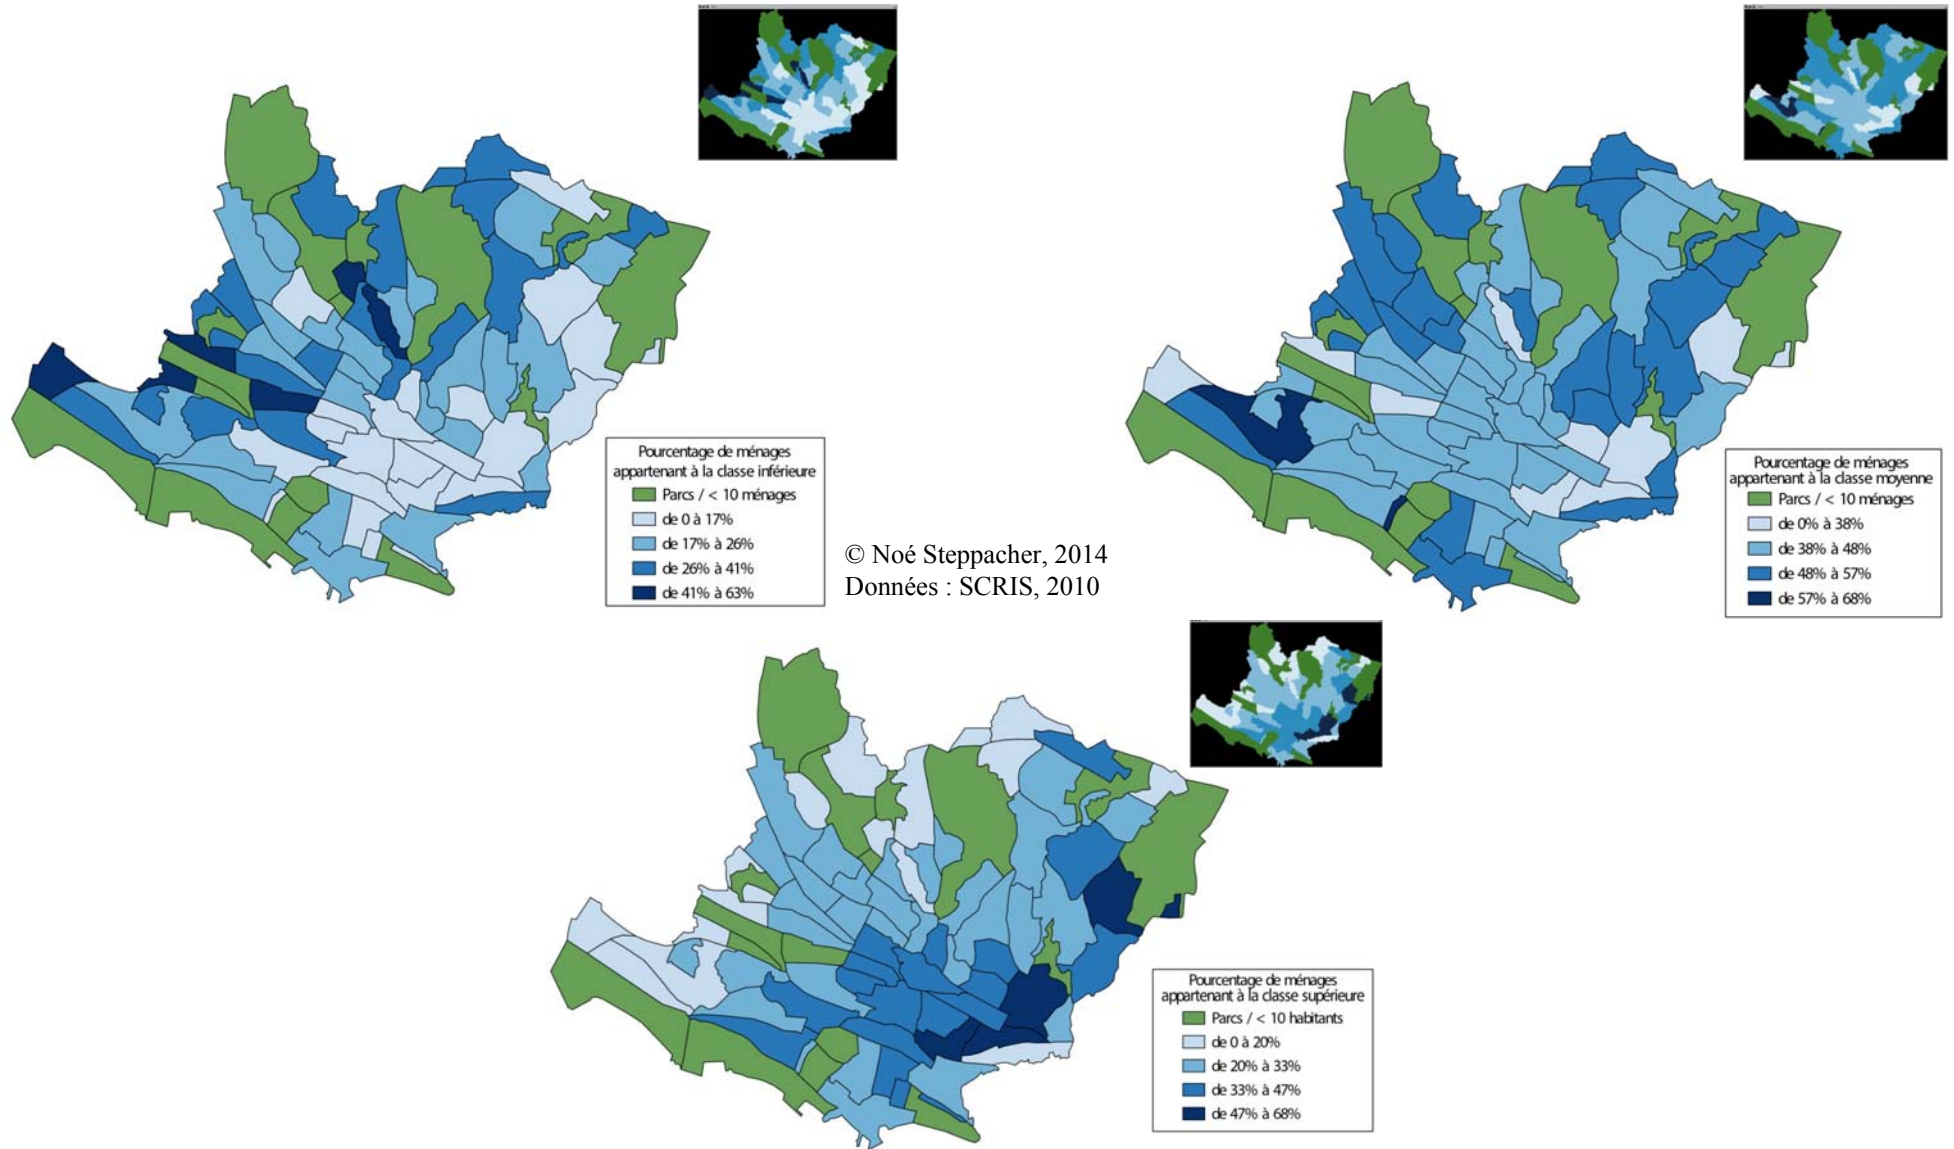 Pourcentage de ménages
appartenant à la classe inférieure
Parcs / < 10 ménages
de 0 à 17%
de 17% à 26%
de 26% à 41%
de 41% à 63%
© Noé Steppacher, 2014
Données : SCRIS, 2010
Pourcentage de ménages
appartenant à la classe moyenne
Parcs / < 10 ménages
de 0% à 38%
de 38% à 48%
de 48% à 57%
de 57% à 68%
Pourcentage de ménages
appartenant à la classe supérieure
Parcs / < 10 habitants
de 0 à 20%
de 20% à 33%
de 33% à 47%
de 47% à 68%